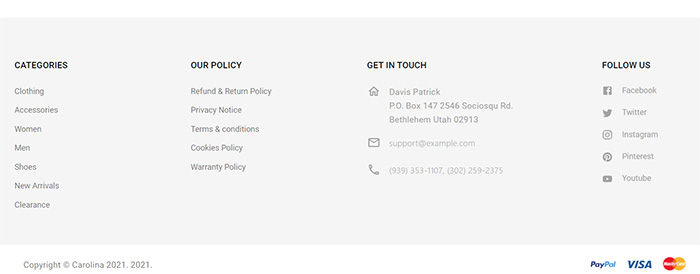 CATEGORIES
Clothing
Accessories
Women
Men
Shoes
New Arrivals
Clearance
OUR POLICY
Refund & Return Policy
Privacy Notice
Terms & conditions
Cookies Policy
Warranty Policy
GET IN TOUCH
Davis Patrick
P.O. Box 147 2546 Sociosqu Rd.
Bethlehem Utah 02913
support@example.com
(939) 353-1107, (302) 259-2375
FOLLOW US
Facebook
Twitter
Instagram
Pinterest
Youtube
Copyright © Carolina 2021. 2021.
PayPal
VISA
MasterCard